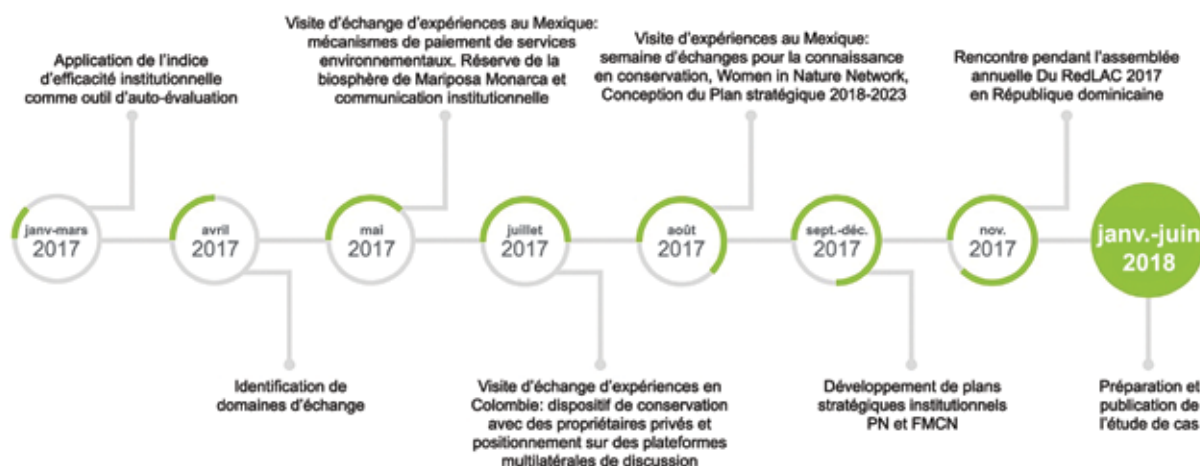 Application de l'indice
d'efficacité institutionnelle
comme outil d'auto-évaluation
janv-mars
2017
avril
2017
Identification de
domaines d'échange
Visite d'échange d'expériences au Mexique:
mécanismes de paiement de services
environnementaux. Réserve de la
biosphère de Mariposa Monarca et
communication institutionnelle
mai
2017
juillet
2017
Visite d'échange d'expériences en
Colombie: dispositif de conservation
avec des propriétaires privés et
positionnement sur des plateformes
multilatérales de discussion
Visite d'expériences au Mexique:
semaine d'échanges pour la connaissance
en conservation, Women in Nature Network,
Conception du Plan stratégique 2018-2023
août
2017
sept.-déc.
2017
Développement de plans
stratégiques institutionnels
PN et FMCN
Rencontre pendant l'assemblée
annuelle Du RedLAC 2017
en République dominicaine
nov.
2017
janv.-juin
2018
Préparation et
publication de
l'étude de cas